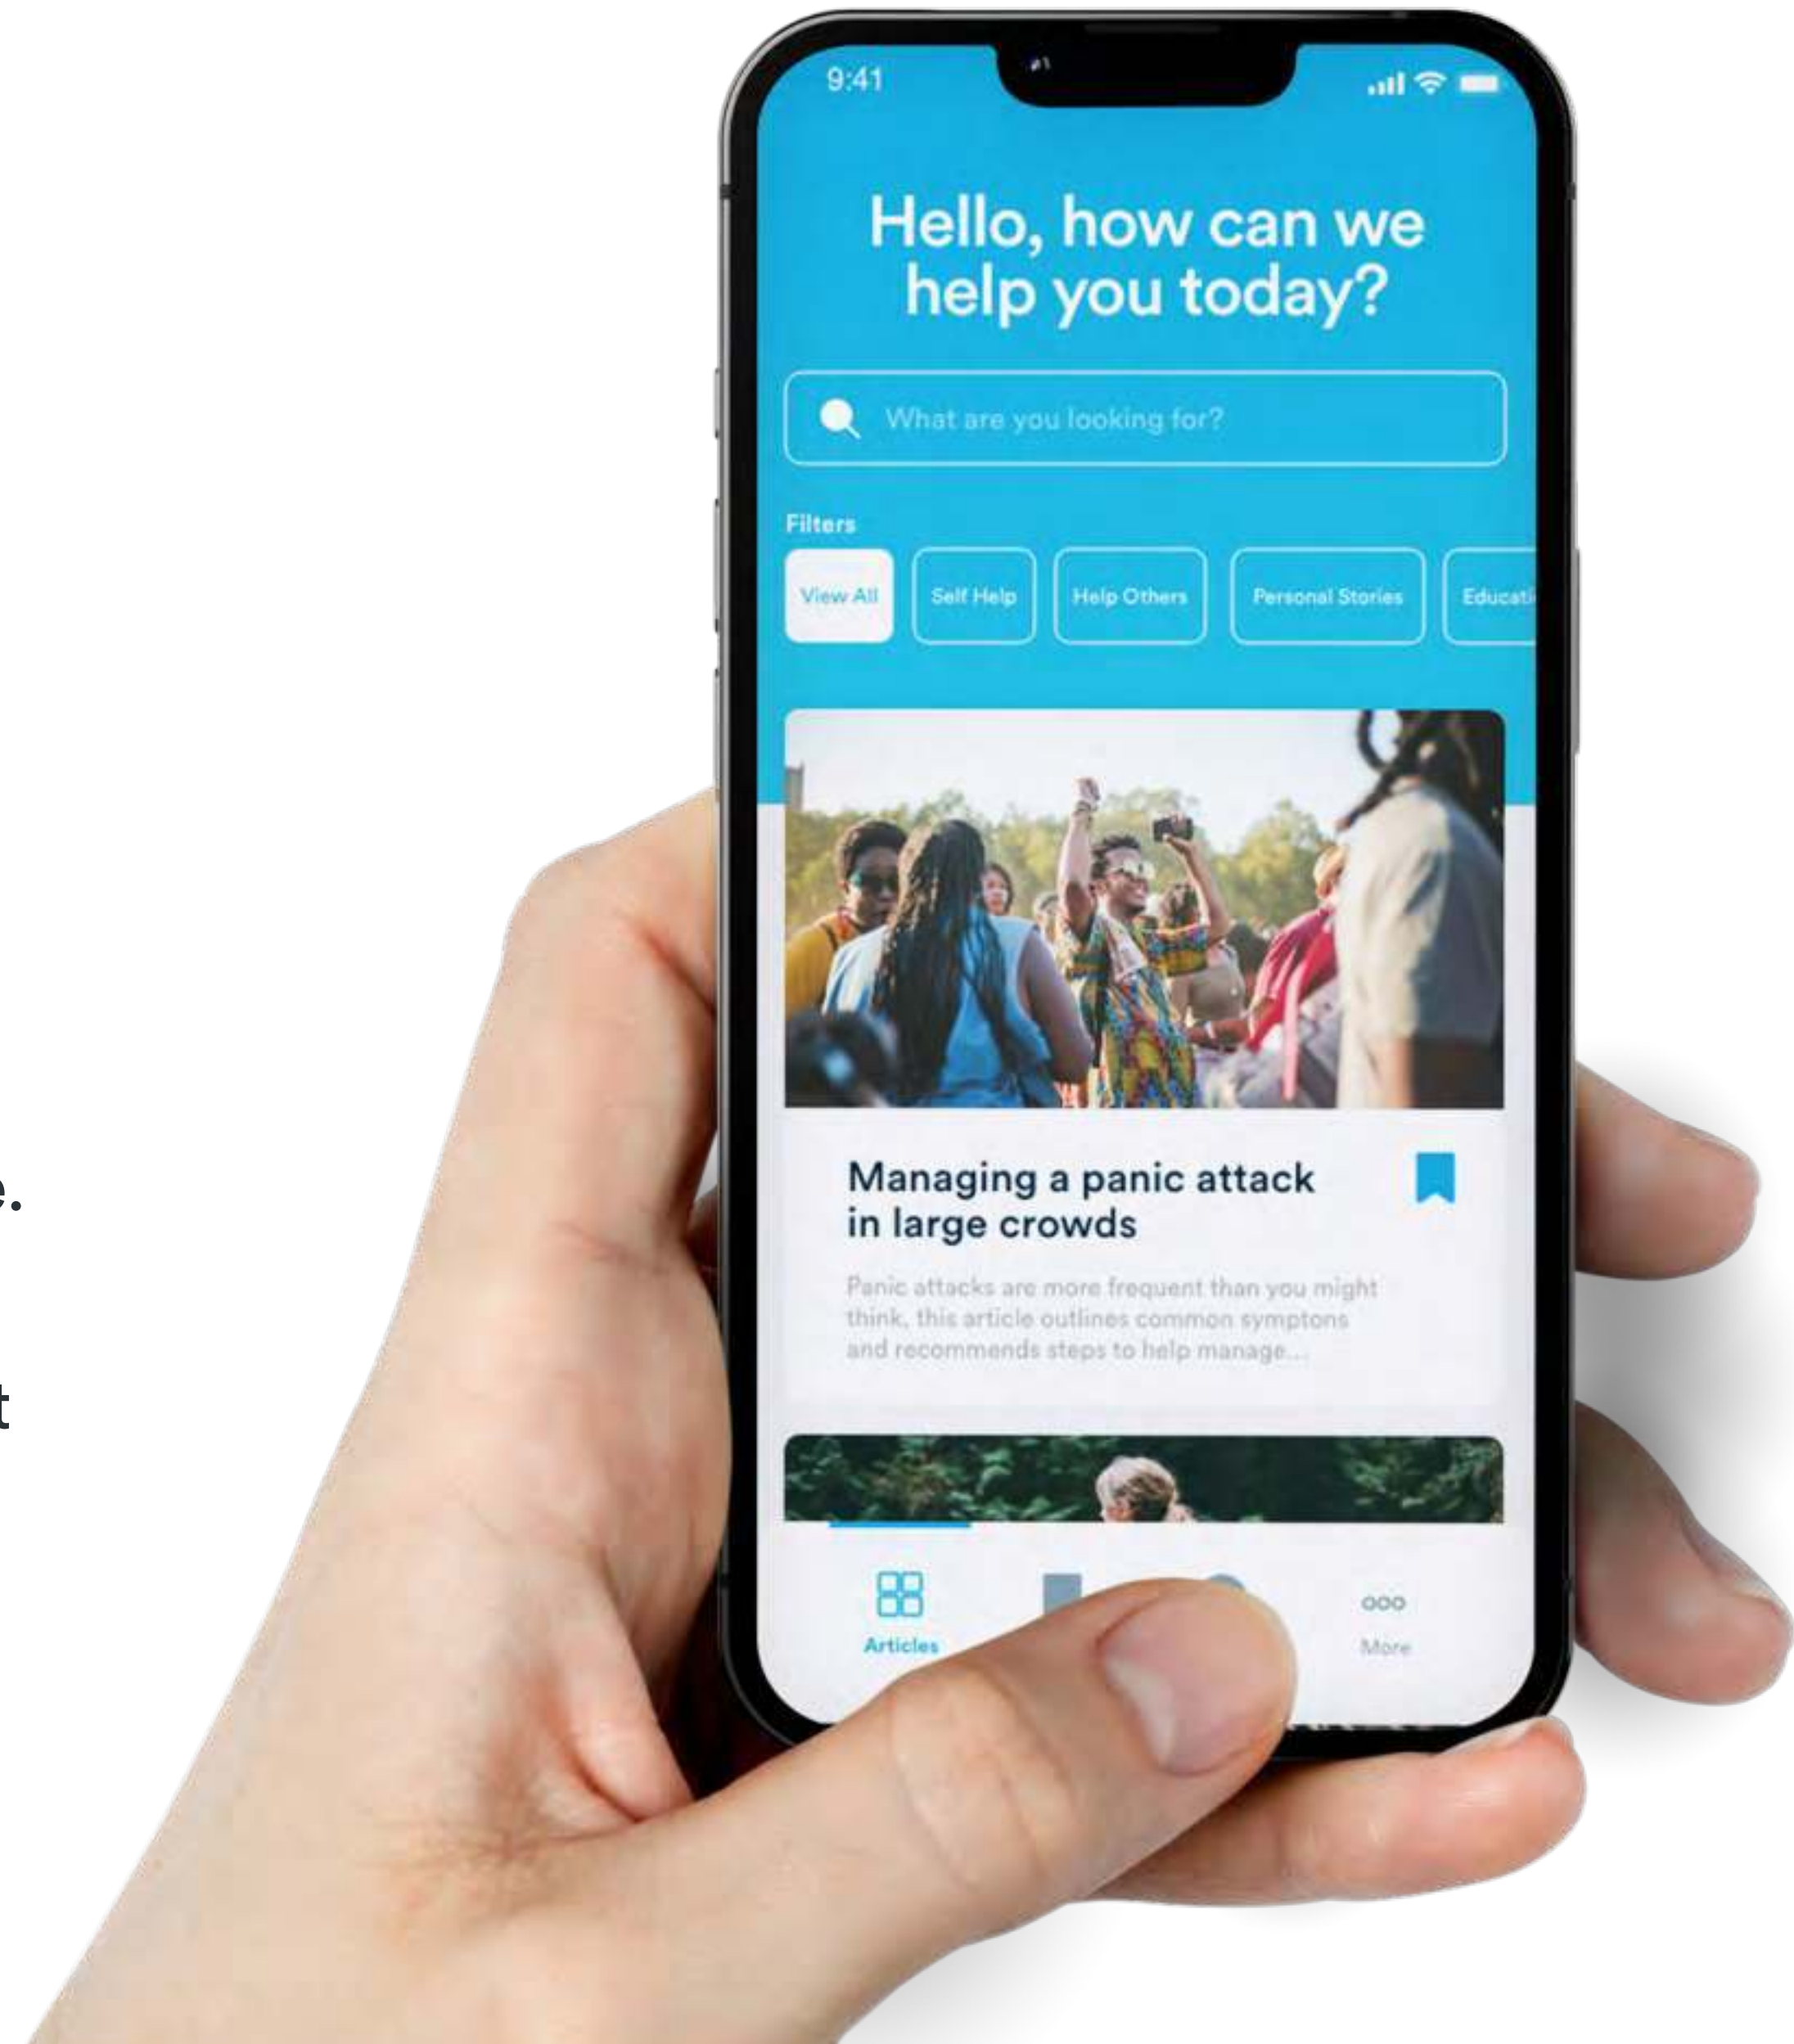 9:41
Hello, how can we
help you today?
What are you looking for?
Filters
View All
Self Help
Help Others
Personal Stories
Educati
Managing a panic attack
in large crowds
Panic attacks are more frequent than you might
think, this article outlines common symptons
and recommends steps to help manage...
Articles
More
e.
t